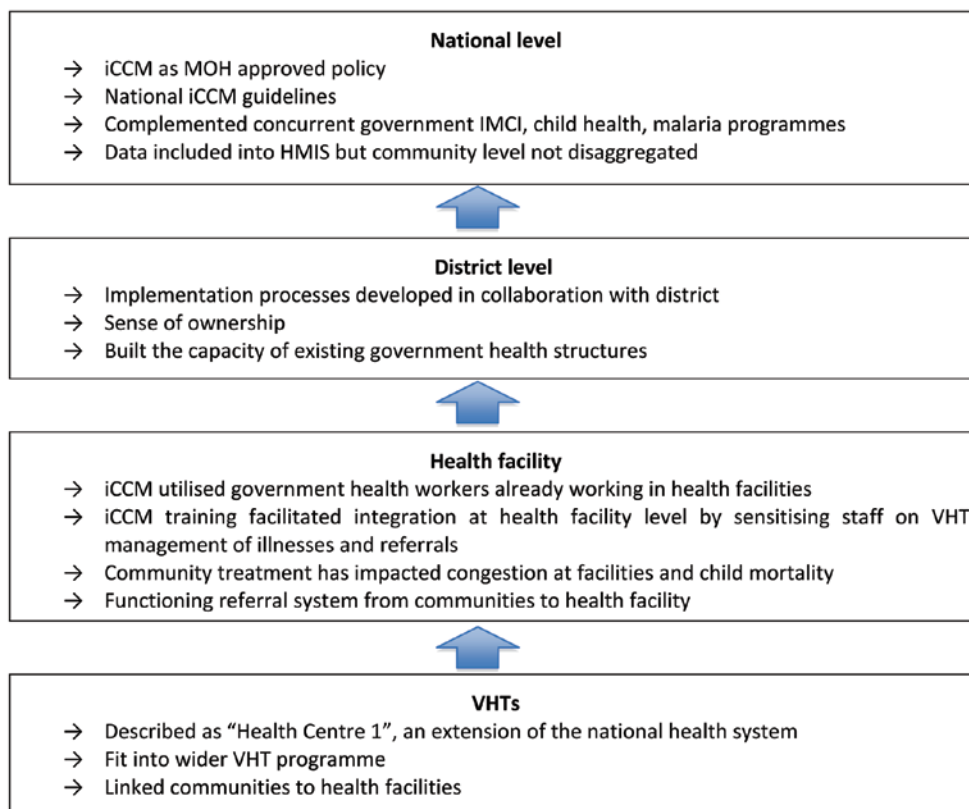 National level
→ iCCM as MOH approved policy
→ National iCCM guidelines
→ Complemented concurrent government IMCI, child health, malaria programmes
→ Data included into HMIS but community level not disaggregated
District level
→ Implementation processes developed in collaboration with district
→ Sense of ownership
→ Built the capacity of existing government health structures
Health facility
→ iCCM utilised government health workers already working in health facilities
→ iCCM training facilitated integration at health facility level by sensitising staff on VHT
management of illnesses and referrals
→ Community treatment has impacted congestion at facilities and child mortality
→ Functioning referral system from communities to health facility
VHTs
→ Described as “Health Centre 1”, an extension of the national health system
→ Fit into wider VHT programme
→ Linked communities to health facilities